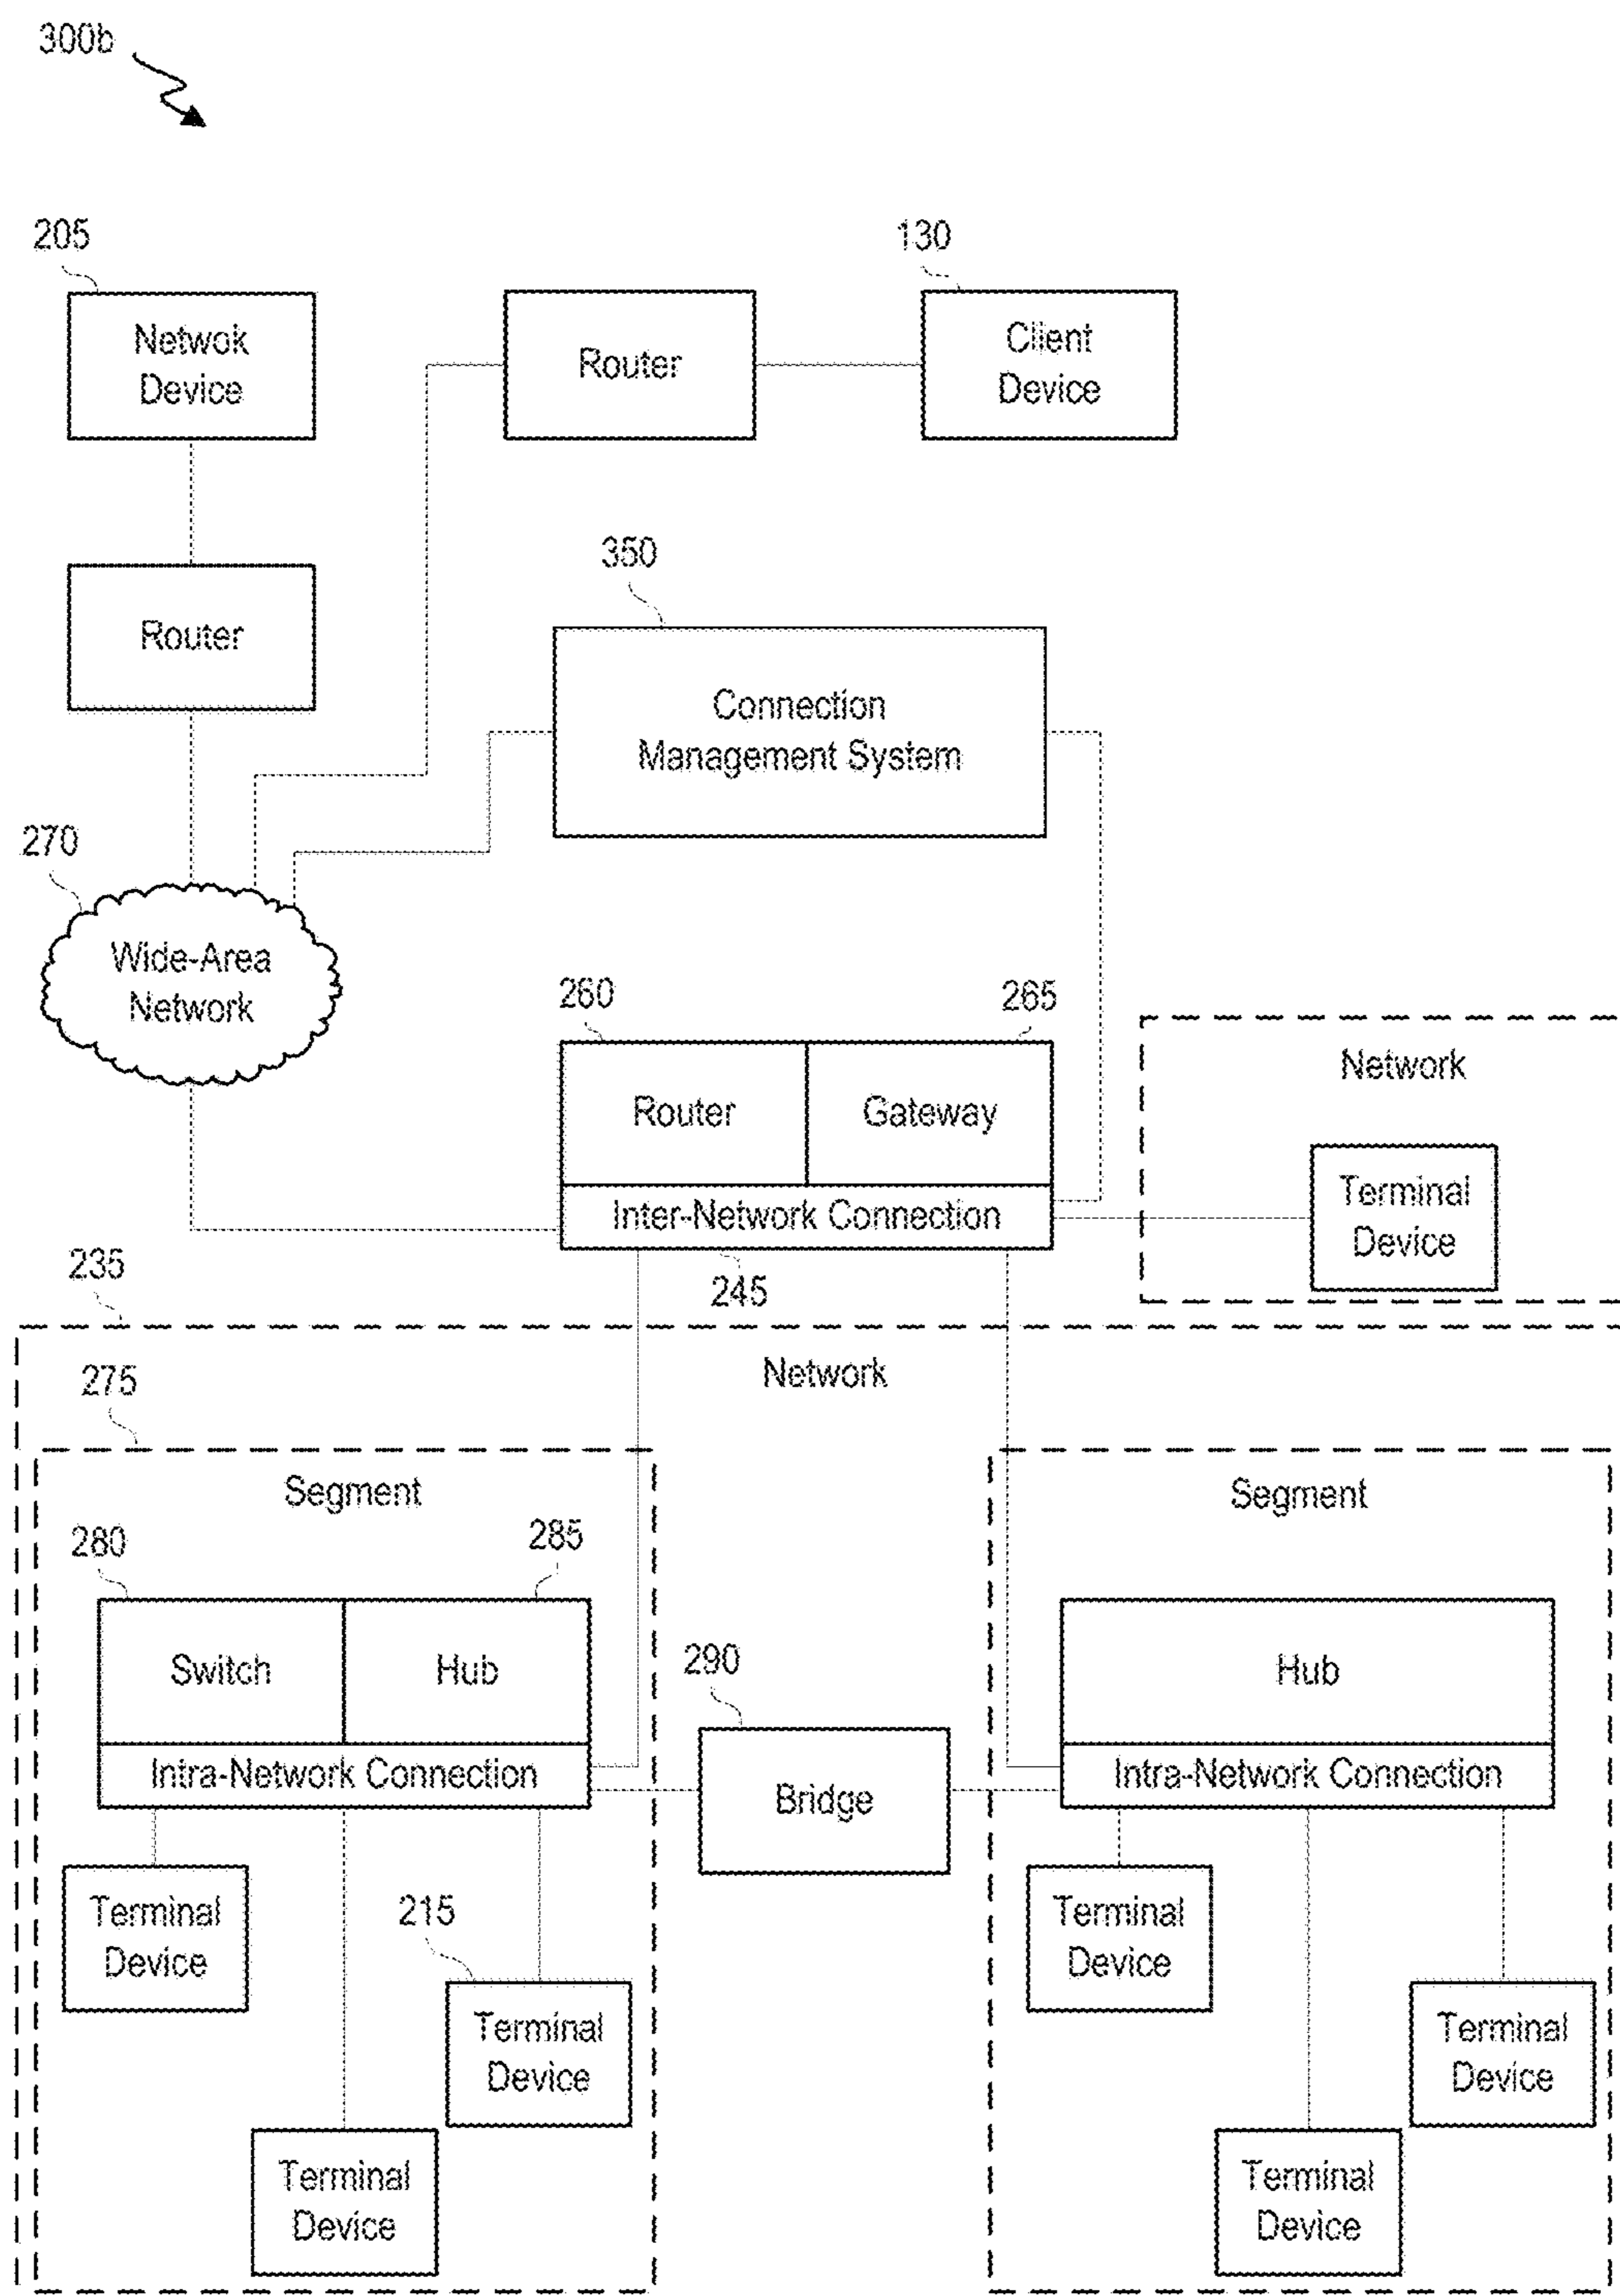 300b
205
130
Netwok
Device
Router
Client
Device
350
Router
Connection
Management System
270
Wide-Area
Network
260
265
Network
Router
Gateway
Terminal
Device
Inter-Network Connection
235
245
275
Network
Segment
Segment
280
285
Switch
Hub
290
Hub
Intra-Network Connection
Bridge
Intra-Network Connection
Terminal
Device
215
Terminal
Device
Terminal
Device
Terminal
Device
Terminal
Device
Terminal
Device